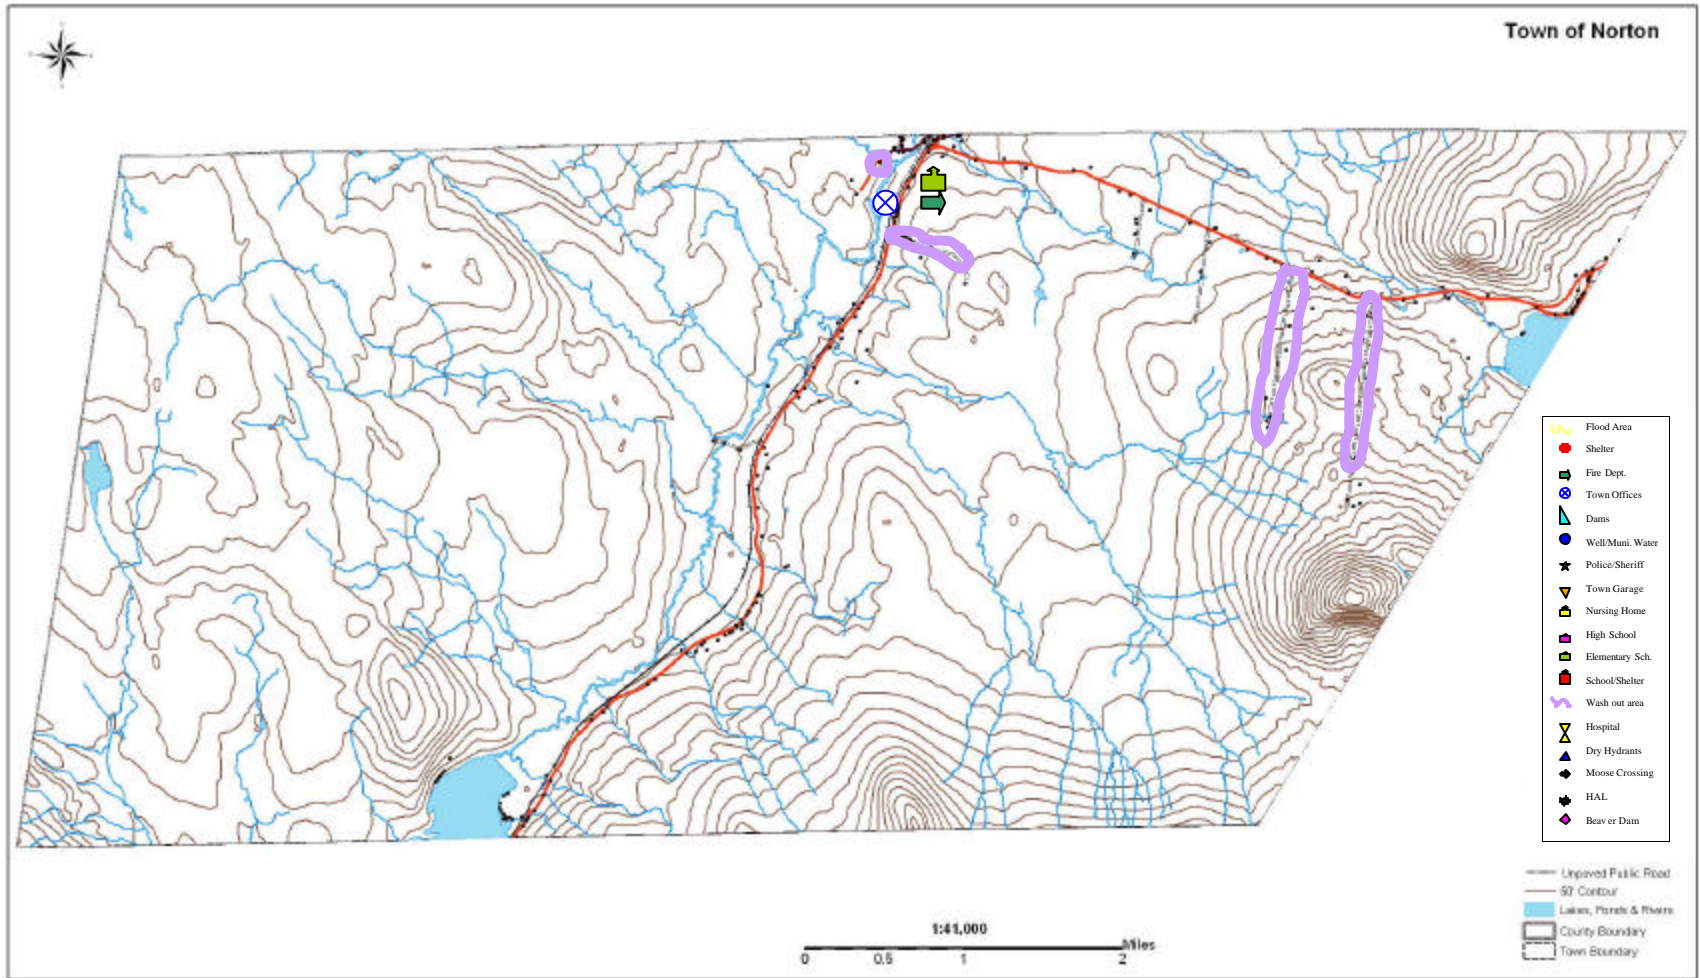 Town of Norton
Flood Area
Shelter
Fire Dept.
Town Offices
Dams
Well/Muni. Water
Police/Sheriff
Town Garage
Nursing Home
High School
Elementary Sch.
School/Shelter
Wash out area
Hospital
Dry Hydrants
Moose Crossing
HAL
Beaver Dam
Unpaved Public Road
50' Contour
Lakes, Ponds & Rivers
County Boundary
Town Boundary
1:41,000
Miles
0 0.5 1 2